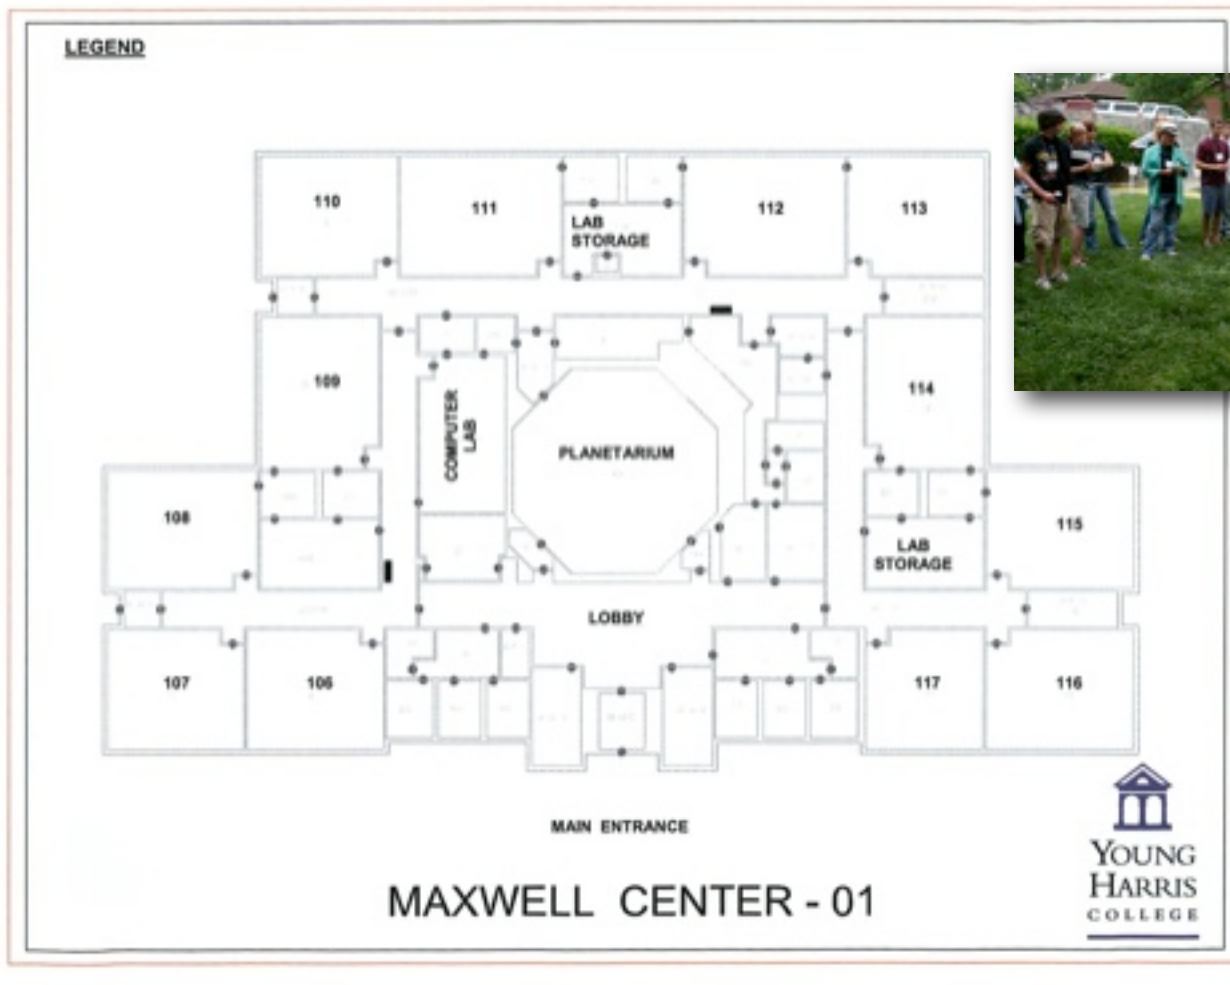 LEGEND
110
111
LAB
STORAGE
112
113
109
COMPUTER
LAB
PLANETARIUM
114
108
LAB
STORAGE
115
LOBBY
107
106
117
116
MAIN ENTRANCE
MAXWELL CENTER - 01
YOUNG
HARRIS
COLLEGE